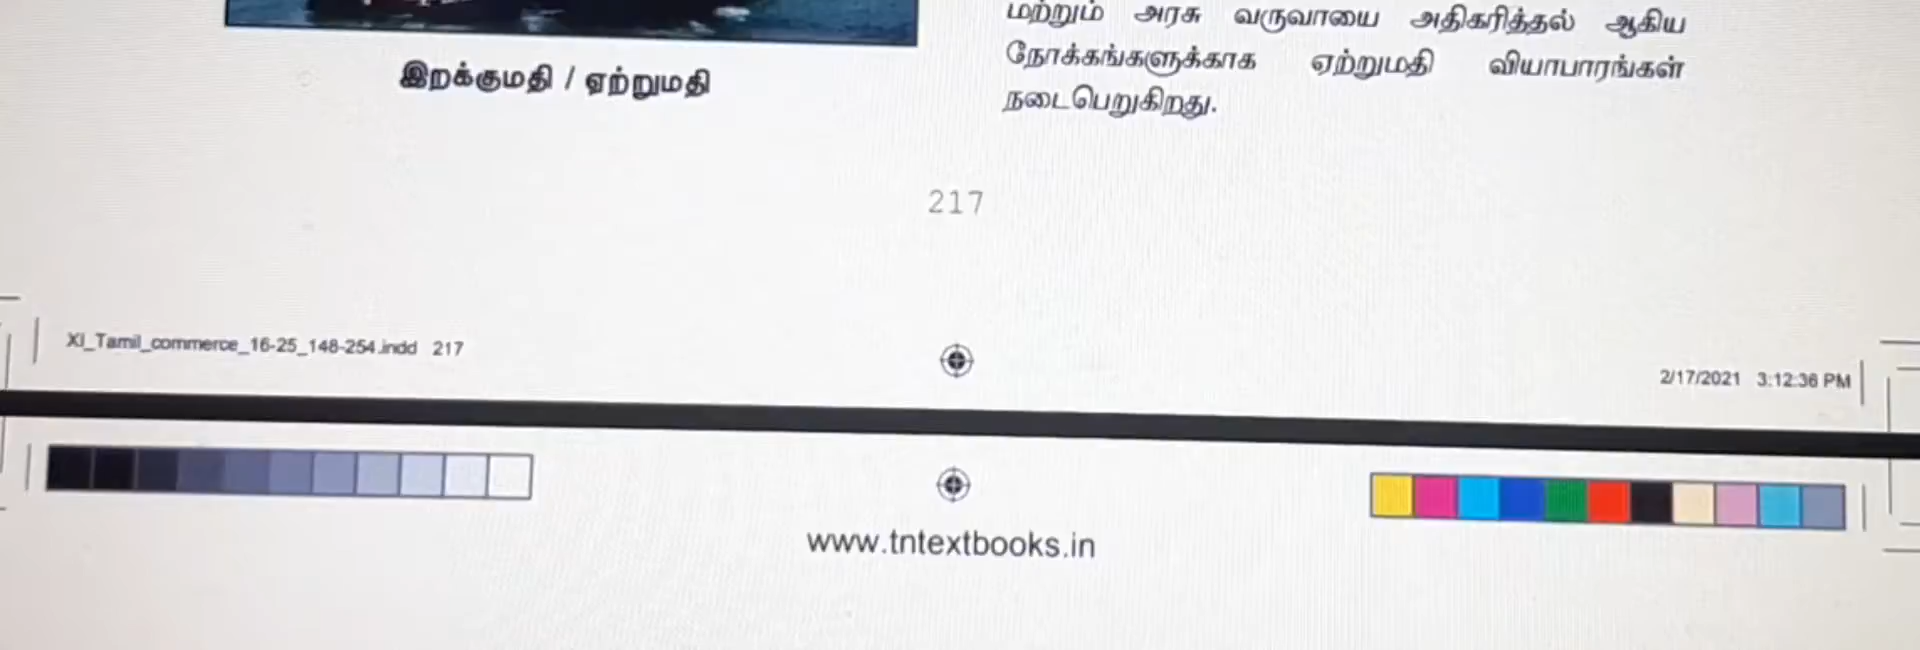 மற்றும் அரசு வருவாயை அதிகரித்தல் ஆகிய
நோக்கங்களுக்காக ஏற்றுமதி வியாபாரங்கள்
நடைபெறுகிறது.
இறக்குமதி / ஏற்றுமதி
217
XI_Tamil_commerce_16-25_148-254.indd 217
2/17/2021 3:12:36 PM
www.tntextbooks.in